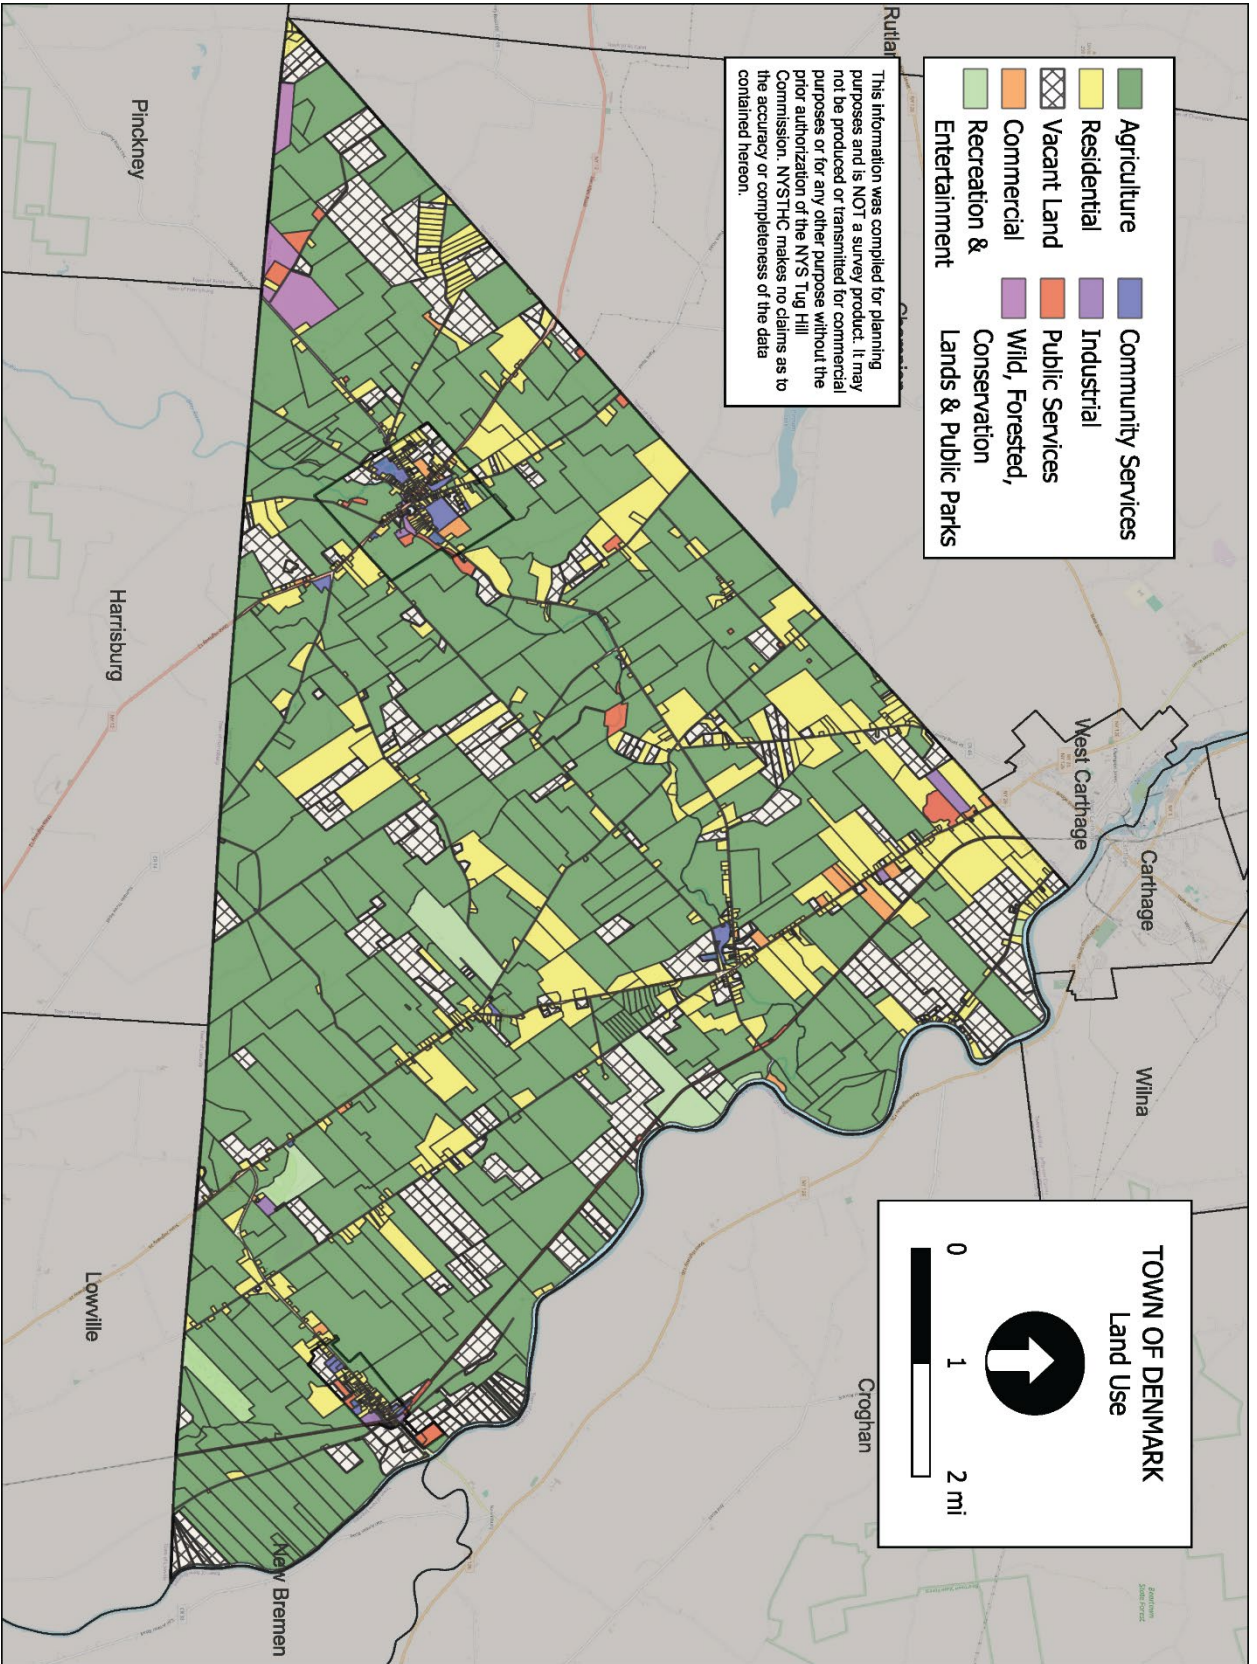 TOWN OF DENMARK
Land Use
0 1 2 mi
Agriculture
Residential
Vacant Land
Commercial
Recreation &
Entertainment
Community Services
Industrial
Public Services
Wild, Forested,
Conservation
Lands & Public Parks
This information was compiled for planning
purposes and is NOT a survey product. It may
not be produced or transmitted for commercial
purposes or for any other purpose without the
prior authorization of the NYS Tug Hill
Commission. NYSTHC makes no claims as to
the accuracy or completeness of the data
contained hereon.
West Carthage
Carthage
Wilna
Croghan
Pinckney
Harrisburg
Lowville
New Bremen